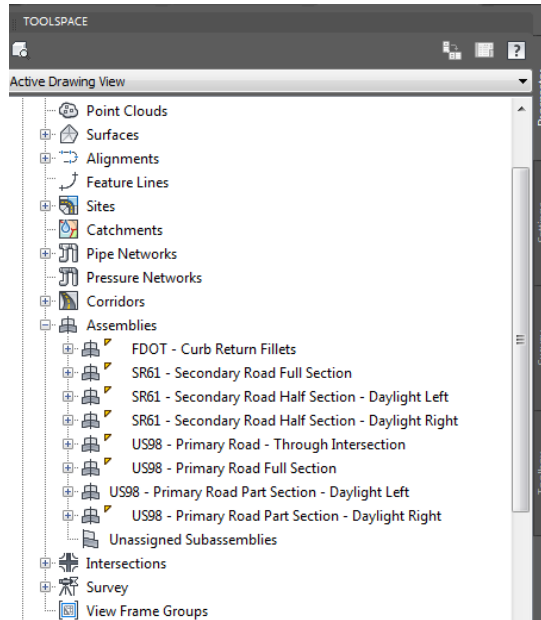 TOOLSPACE
?
Active Drawing View
Point Clouds
Surfaces
Alignments
Feature Lines
Sites
Catchments
Pipe Networks
Pressure Networks
Corridors
Assemblies
FDOT - Curb Return Fillets
SR61 - Secondary Road Full Section
SR61 - Secondary Road Half Section - Daylight Left
SR61 - Secondary Road Half Section - Daylight Right
US98 - Primary Road - Through Intersection
US98 - Primary Road Full Section
US98 - Primary Road Part Section - Daylight Left
US98 - Primary Road Part Section - Daylight Right
Unassigned Subassemblies
Intersections
Survey
View Frame Groups